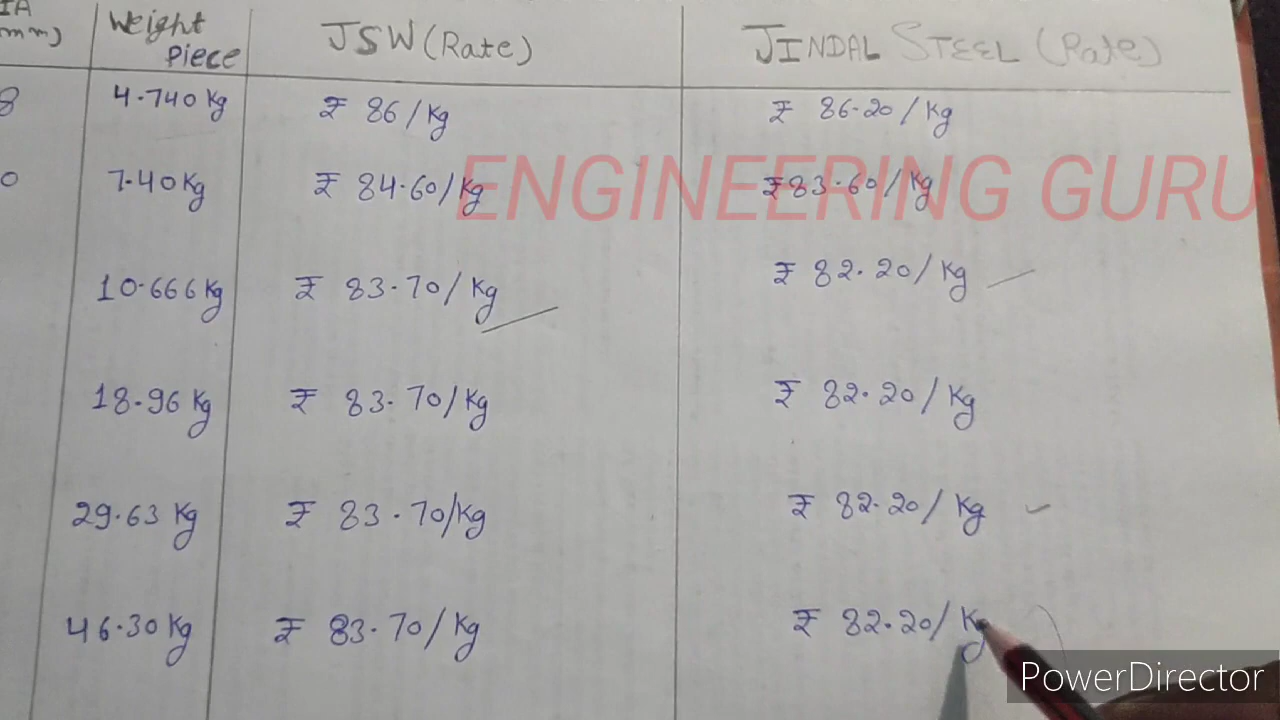 IA Weight JSW (Rate) JINDAL STEEL (Rate)
mm) Piece
8 4.740 Kg ₹ 86 / Kg ₹ 86.20 / Kg
0 7.40 Kg ₹ 84.60 / Kg ₹ 83.60 / Kg
ENGINEERING GURU
10.666 Kg ₹ 83.70 / Kg ₹ 82.20 / Kg
18.96 Kg ₹ 83.70 / Kg ₹ 82.20 / Kg
29.63 Kg ₹ 83.70 / Kg ₹ 82.20 / Kg
46.30 Kg ₹ 83.70 / Kg ₹ 82.20 / Kg
PowerDirector